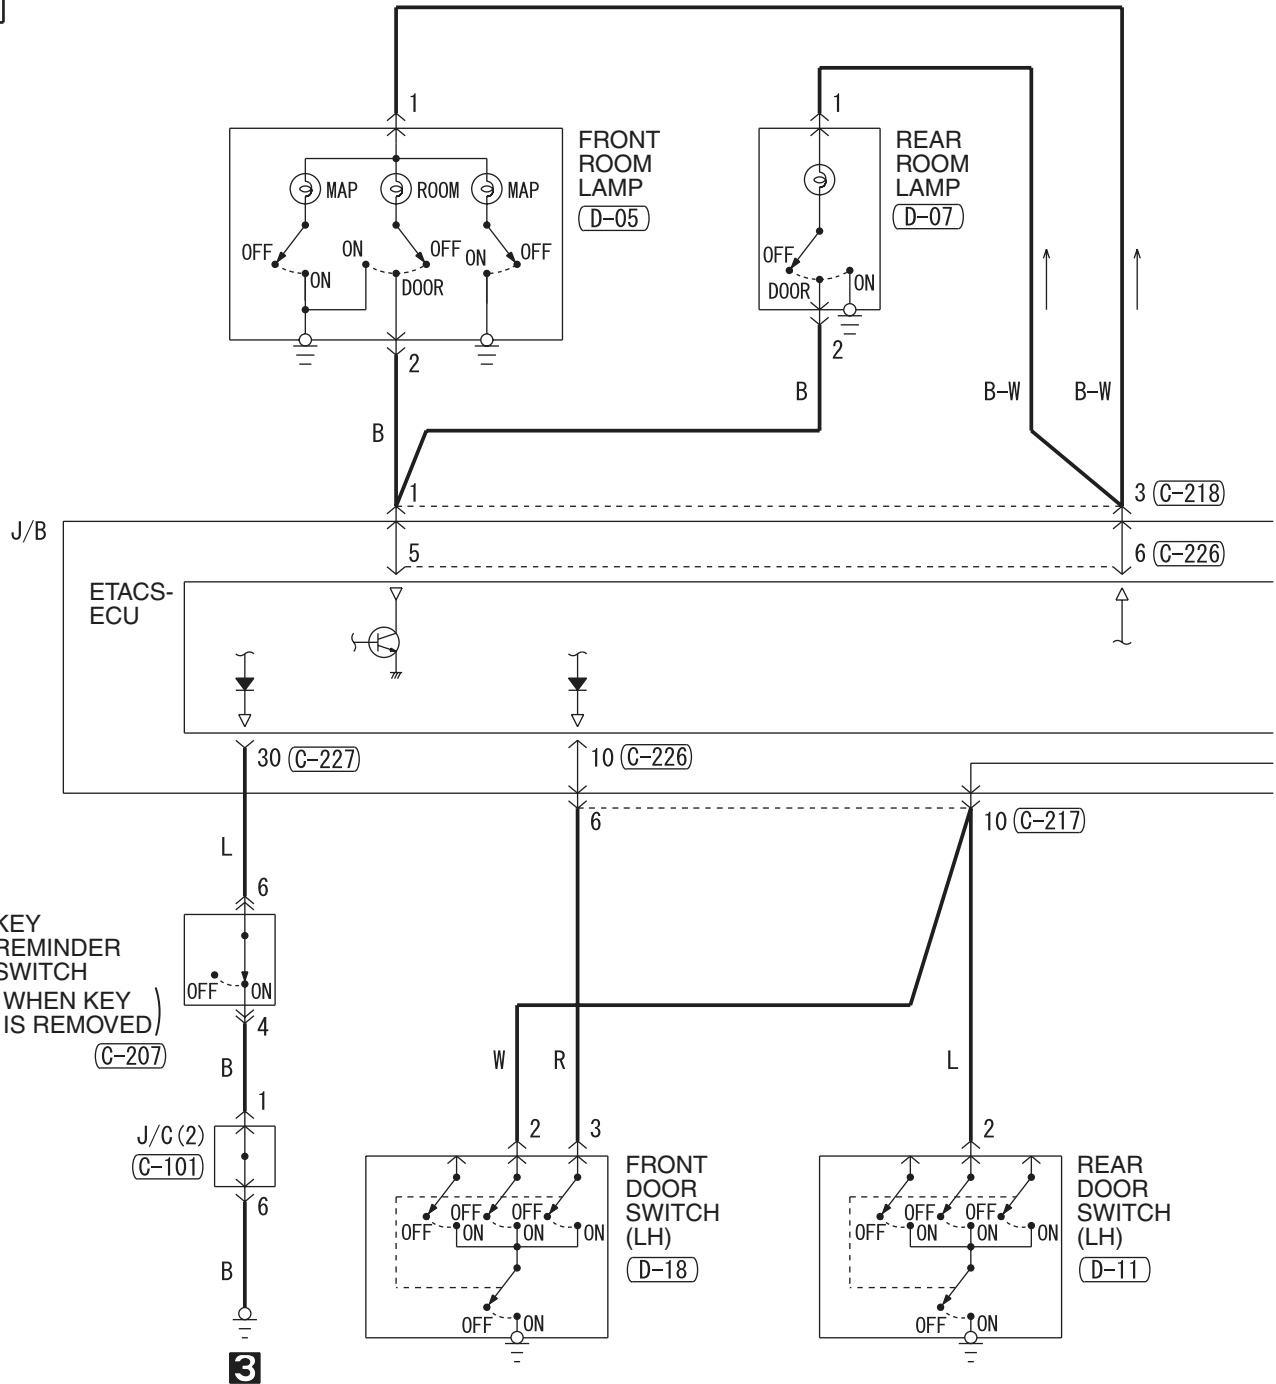 1
FRONT
ROOM
LAMP
D-05
MAP
ROOM
MAP
OFF
ON
ON
OFF
DOOR
ON
OFF
2
1
REAR
ROOM
LAMP
D-07
OFF
DOOR
ON
2
B
B
B-W
B-W
1
3 C-218
J/B
5
6 C-226
ETACS-
ECU
30 C-227
10 C-226
6
10 C-217
L
6
KEY
REMINDER
SWITCH
WHEN KEY
IS REMOVED)
C-207
OFF
ON
4
B
1
J/C(2)
C-101
6
B
3
W
R
L
2
3
2
FRONT
DOOR
SWITCH
(LH)
D-18
OFF
OFF
ON
OFF
ON
ON
OFF
ON
REAR
DOOR
SWITCH
(LH)
D-11
OFF
OFF
ON
OFF
ON
ON
OFF
ON